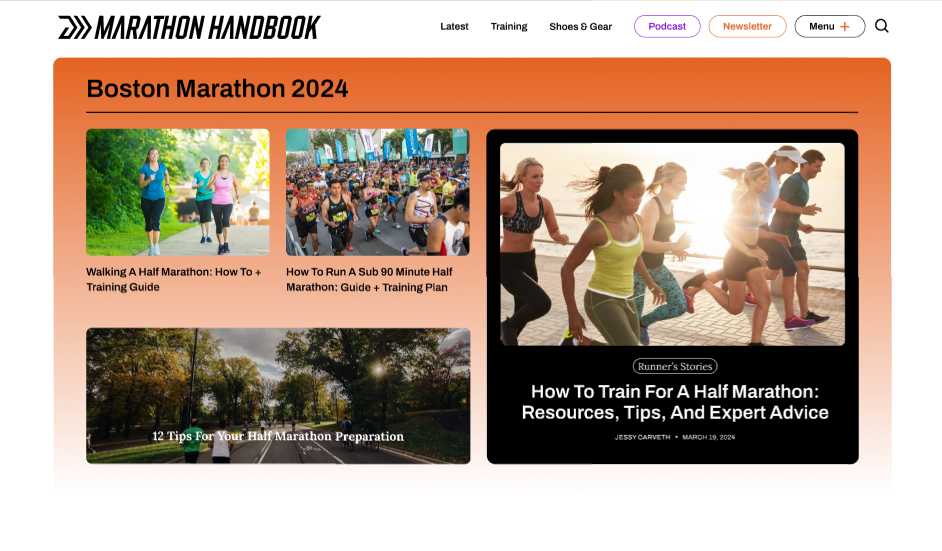 MARATHON HANDBOOK
Latest
Training
Shoes & Gear
Podcast
Newsletter
Menu +
Boston Marathon 2024
Walking A Half Marathon: How To +
Training Guide
How To Run A Sub 90 Minute Half
Marathon: Guide + Training Plan
12 Tips For Your Half Marathon Preparation
Runner's Stories
How To Train For A Half Marathon:
Resources, Tips, And Expert Advice
JESSY CARVETH • MARCH 19, 2024